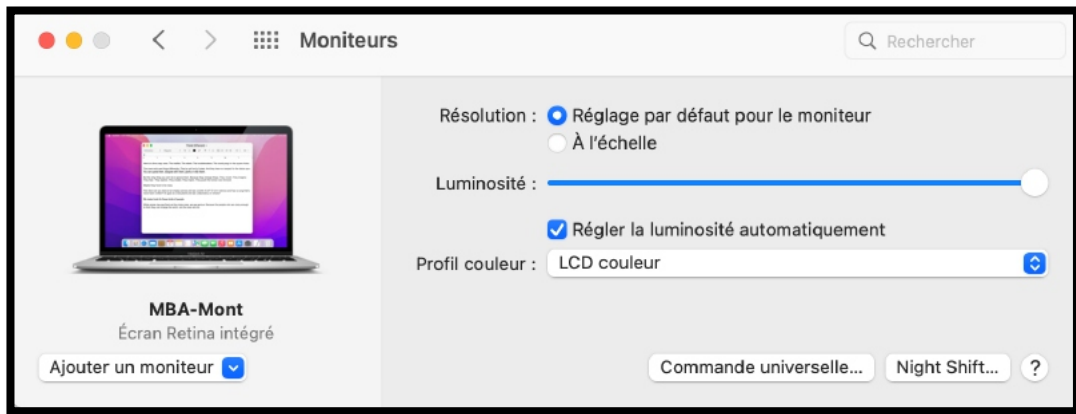 Moniteurs
Rechercher
Résolution : Réglage par défaut pour le moniteur
À l'échelle
Luminosité :
Régler la luminosité automatiquement
Profil couleur : LCD couleur
MBA-Mont
Écran Retina intégré
Ajouter un moniteur
Commande universelle... Night Shift... ?